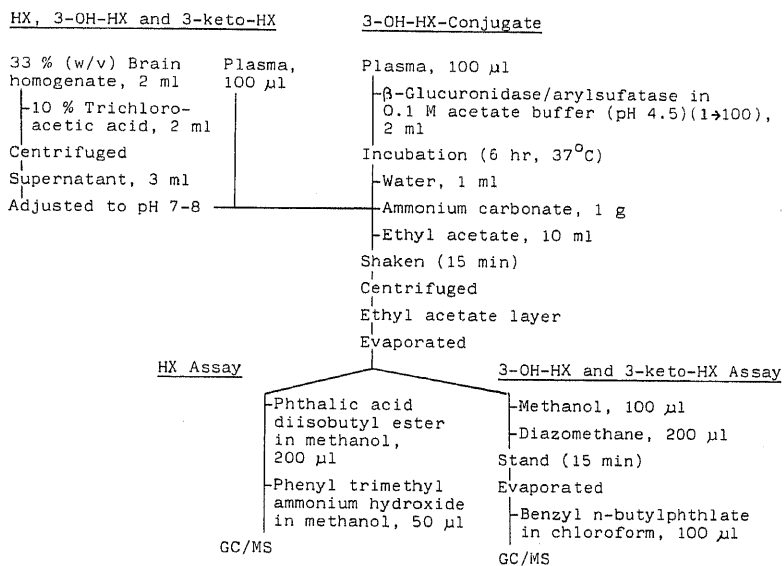 HX, 3-OH-HX and 3-keto-HX
33 % (w/v) Brain
homogenate, 2 ml
10 % Trichloro-
acetic acid, 2 ml
Centrifuged
Supernatant, 3 ml
Adjusted to pH 7-8
Plasma,
100 µl
3-OH-HX-Conjugate
Plasma, 100 µl
β-Glucuronidase/arylsufatase in
0.1 M acetate buffer (pH 4.5)(1→100),
2 ml
Incubation (6 hr, 37°C)
Water, 1 ml
Ammonium carbonate, 1 g
Ethyl acetate, 10 ml
Shaken (15 min)
Centrifuged
Ethyl acetate layer
Evaporated
HX Assay
Phthalic acid
diisobutyl ester
in methanol,
200 µl
Phenyl trimethyl
ammonium hydroxide
in methanol, 50 µl
GC/MS
3-OH-HX and 3-keto-HX Assay
Methanol, 100 µl
Diazomethane, 200 µl
Stand (15 min)
Evaporated
Benzyl n-butylphthlate
in chloroform, 100 µl
GC/MS